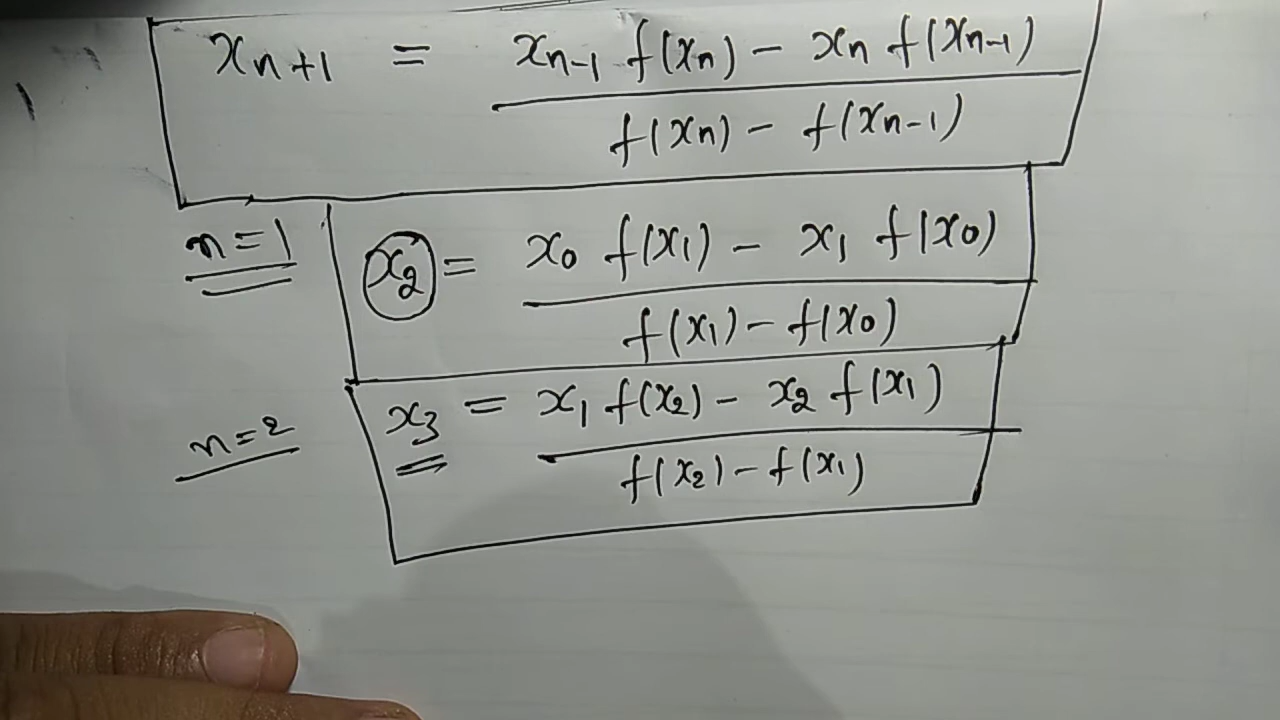 xn+1 = xn-1 f(xn) - xn f(xn-1)
f(xn) - f(xn-1)
n=1
x2 = x0 f(x1) - x1 f(x0)
f(x1) - f(x0)
n=2
x3 = x1 f(x2) - x2 f(x1)
f(x2) - f(x1)